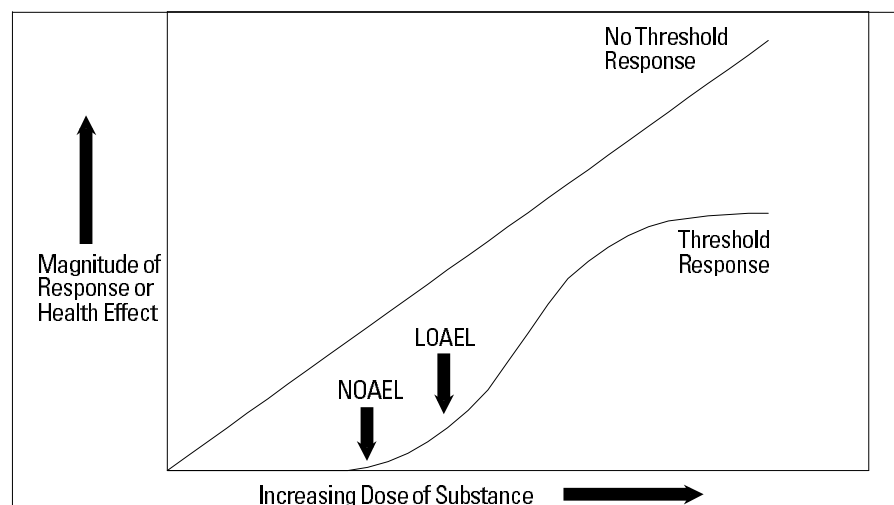 No Threshold
Response
Threshold
Response
Magnitude of
Response or
Health Effect
LOAEL
NOAEL
Increasing Dose of Substance